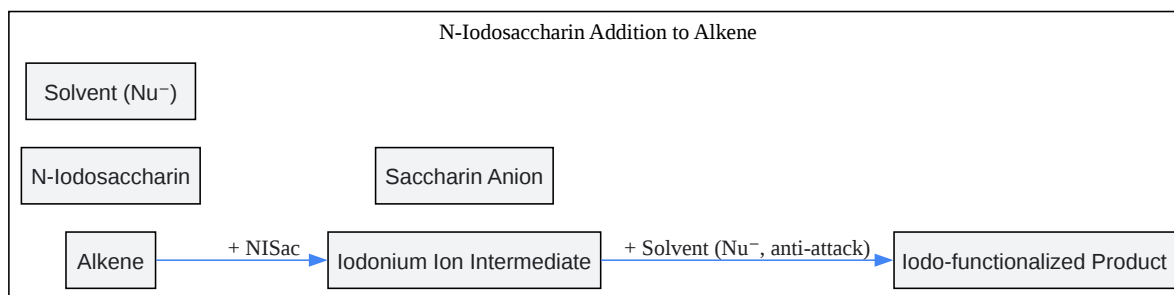 N-Iodosaccharin Addition to Alkene
Solvent (Nu⁻)
N-Iodosaccharin
Saccharin Anion
Alkene
+ NISac
Iodonium Ion Intermediate
+ Solvent (Nu⁻, anti-attack)
Iodo-functionalized Product